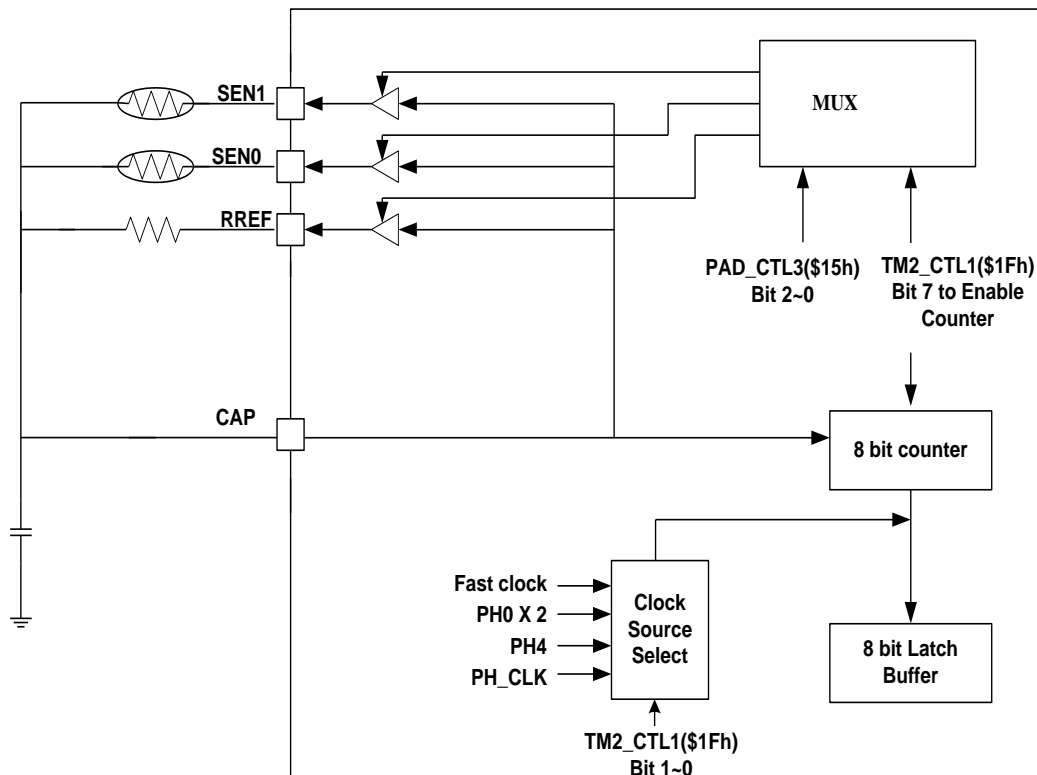 SEN1
MUX
SEN0
RREF
PAD_CTL3($15h)
Bit 2~0
TM2_CTL1($1Fh)
Bit 7 to Enable
Counter
CAP
8 bit counter
Fast clock
PH0 X 2
PH4
PH_CLK
Clock
Source
Select
8 bit Latch
Buffer
TM2_CTL1($1Fh)
Bit 1~0